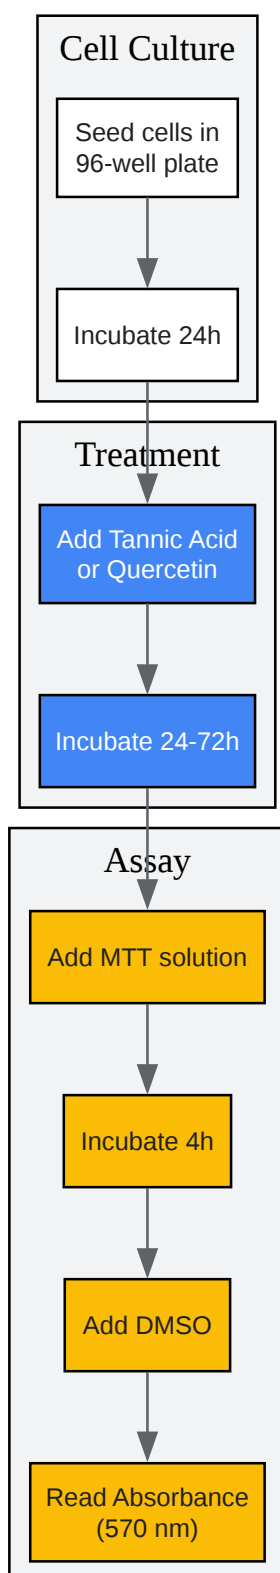 Cell Culture
Seed cells in
96-well plate
Incubate 24h
Treatment
Add Tannic Acid
or Quercetin
Incubate 24-72h
Assay
Add MTT solution
Incubate 4h
Add DMSO
Read Absorbance
(570 nm)